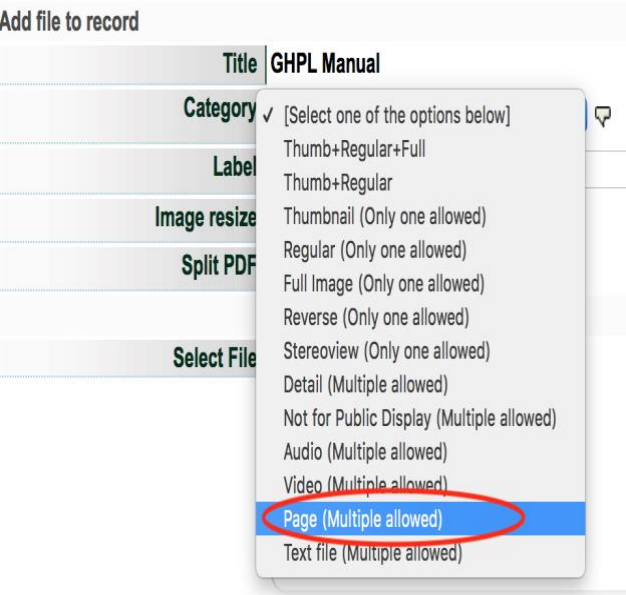 Add file to record
Title GHPL Manual
Category ✓ [Select one of the options below]
Thumb+Regular+Full
Label
Thumb+Regular
Image resize Thumbnail (Only one allowed)
Regular (Only one allowed)
Split PDF
Full Image (Only one allowed)
Reverse (Only one allowed)
Select File Stereoview (Only one allowed)
Detail (Multiple allowed)
Not for Public Display (Multiple allowed)
Audio (Multiple allowed)
Video (Multiple allowed)
Page (Multiple allowed)
Text file (Multiple allowed)